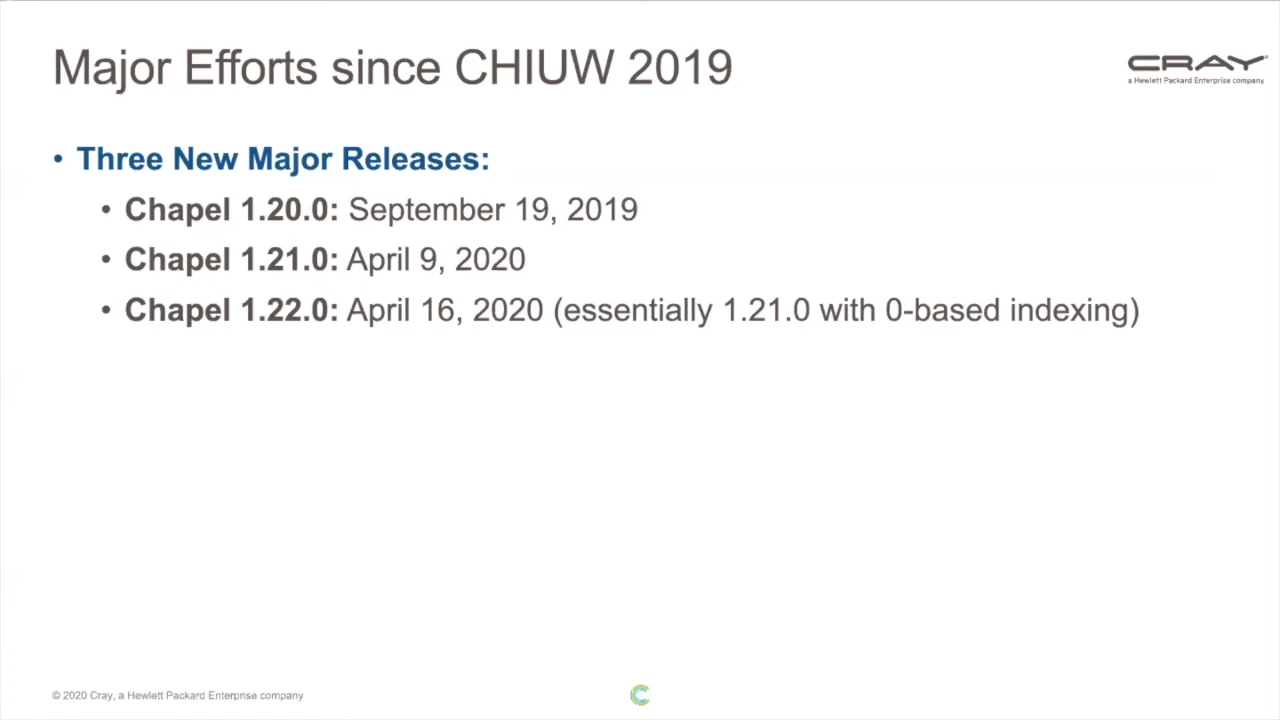 Major Efforts since CHIUW 2019
CRAY
a Hewlett Packard Enterprise company
• Three New Major Releases:
• Chapel 1.20.0: September 19, 2019
• Chapel 1.21.0: April 9, 2020
• Chapel 1.22.0: April 16, 2020 (essentially 1.21.0 with 0-based indexing)
© 2020 Cray, a Hewlett Packard Enterprise company